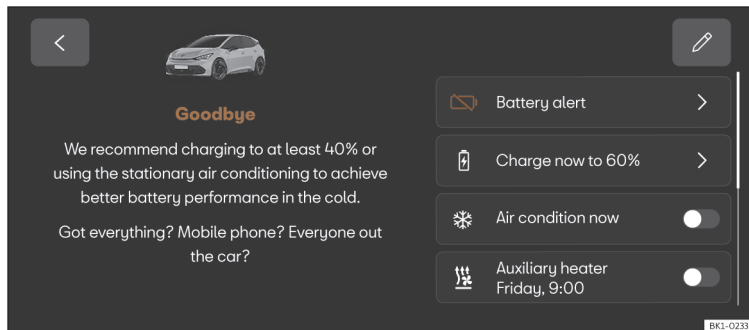 Goodbye
We recommend charging to at least 40% or
using the stationary air conditioning to achieve
better battery performance in the cold.
Got everything? Mobile phone? Everyone out
the car?
Battery alert
Charge now to 60%
Air condition now
Auxiliary heater
Friday, 9:00
BK1-0233